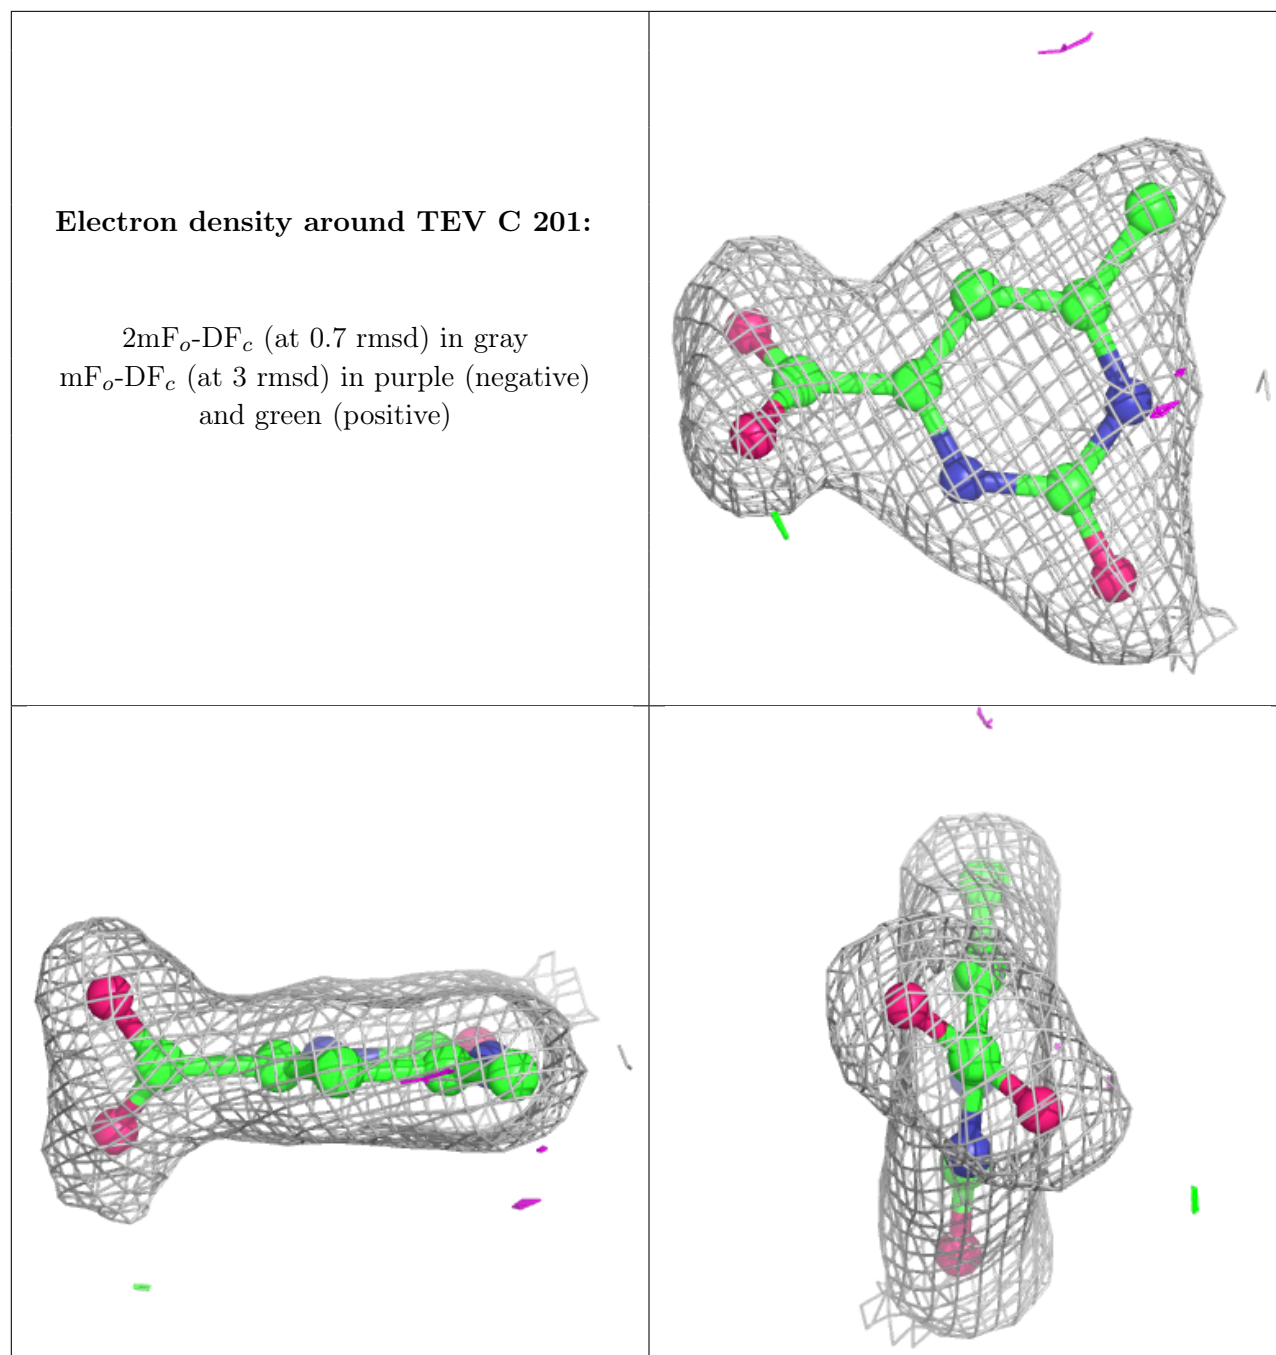 Electron density around TEV C 201:
2mFo-DFc (at 0.7 rmsd) in gray
mFo-DFc (at 3 rmsd) in purple (negative)
and green (positive)